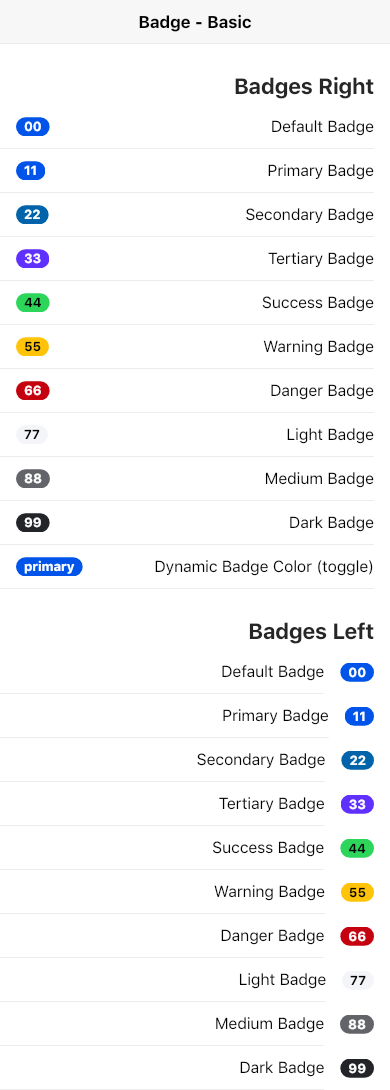 Badge - Basic
Badges Right
00 Default Badge
11 Primary Badge
22 Secondary Badge
33 Tertiary Badge
44 Success Badge
55 Warning Badge
66 Danger Badge
77 Light Badge
88 Medium Badge
99 Dark Badge
primary Dynamic Badge Color (toggle)
Badges Left
Default Badge 00
Primary Badge 11
Secondary Badge 22
Tertiary Badge 33
Success Badge 44
Warning Badge 55
Danger Badge 66
Light Badge 77
Medium Badge 88
Dark Badge 99